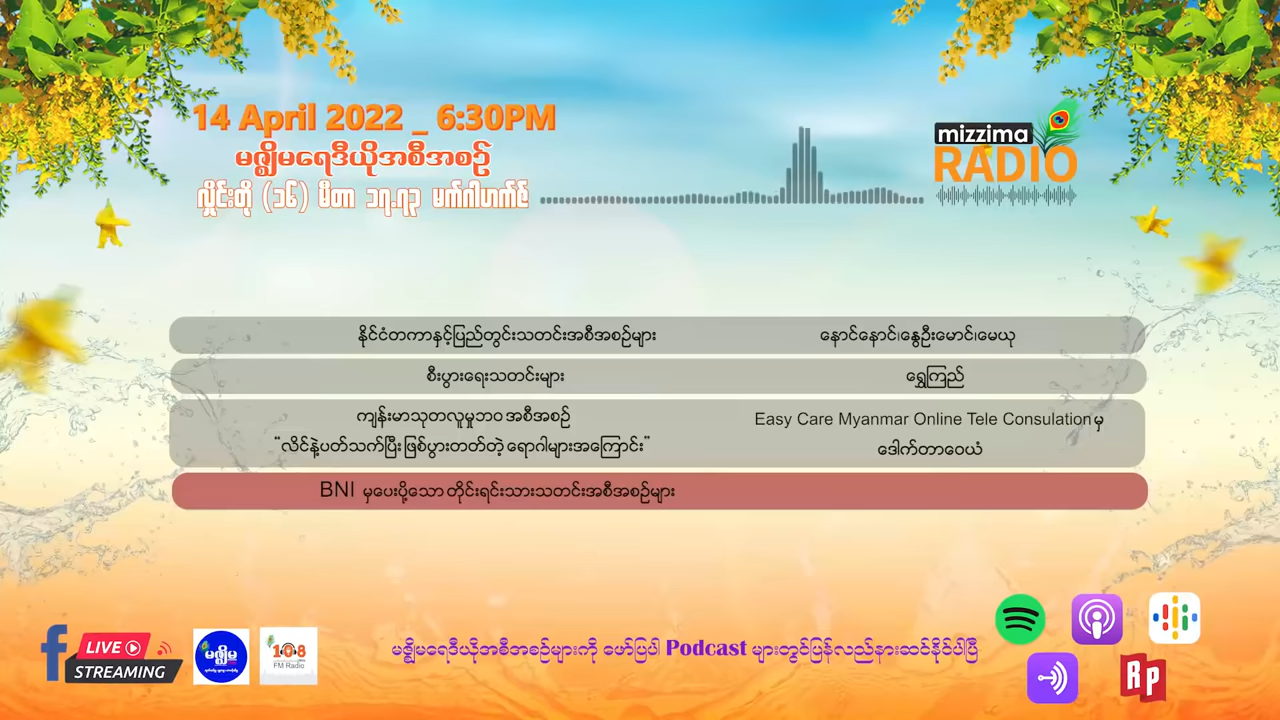 14 April 2022 _ 6:30PM
မဇ္ဈိမရေဒီယိုအစီအစဉ်
လှိုင်းတို (၁၆) မီတာ ၁၇.၇၃ မက်ဂါဟက်ဇ်
mizzima
RADIO
နိုင်ငံတကာနှင့်ပြည်တွင်းသတင်းအစီအစဉ်များ နောင်နောင်၊နွေဦးမောင်၊မေယု
စီးပွားရေးသတင်းများ ရွှေကြည်
ကျန်းမာသုတလူမှုဘဝ အစီအစဉ်
“လိင်နဲ့ပတ်သက်ပြီး ဖြစ်ပွားတတ်တဲ့ ရောဂါများအကြောင်း”
Easy Care Myanmar Online Tele Consulation မှ
ဒေါက်တာဝေယံ
BNI မှပေးပို့သော တိုင်းရင်းသားသတင်းအစီအစဉ်များ
LIVE
STREAMING
မဇ္ဈိမ
108
FM Radio
မဇ္ဈိမရေဒီယိုအစီအစဉ်များကို ဖော်ပြပါ Podcast များတွင်ပြန်လည်နားဆင်နိုင်ပါပြီ
RP